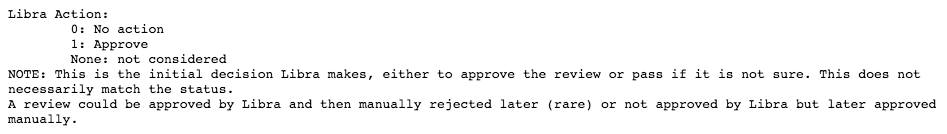 Libra Action:
0: No action
1: Approve
None: not considered
NOTE: This is the initial decision Libra makes, either to approve the review or pass if it is not sure. This does not
necessarily match the status.
A review could be approved by Libra and then manually rejected later (rare) or not approved by Libra but later approved
manually.